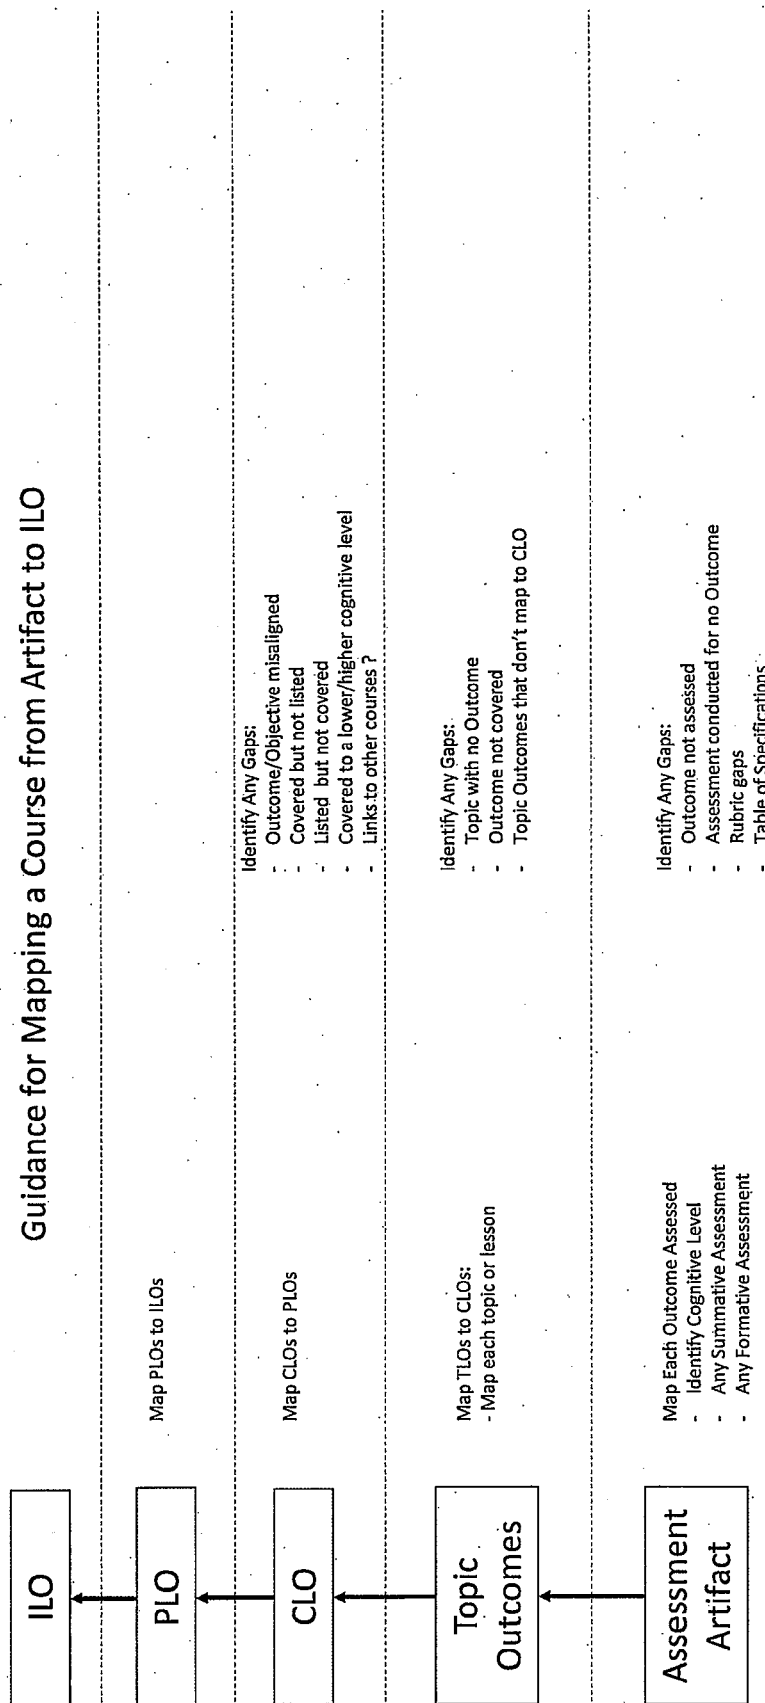 Guidance for Mapping a Course from Artifact to ILO
ILO
PLO
Map PLOs to ILOs
CLO
Map CLOs to PLOs
Identify Any Gaps:
- Outcome/Objective misaligned
- Covered but not listed
- Listed but not covered
- Covered to a lower/higher cognitive level
- Links to other courses ?
Topic
Outcomes
Map TLOs to CLOs:
- Map each topic or lesson
Identify Any Gaps:
- Topic with no Outcome
- Outcome not covered
- Topic Outcomes that don't map to CLO
Assessment
Artifact
Map Each Outcome Assessed
- Identify Cognitive Level
- Any Summative Assessment
- Any Formative Assessment
Identify Any Gaps:
- Outcome not assessed
- Assessment conducted for no Outcome
- Rubric gaps
- Table of Specifications